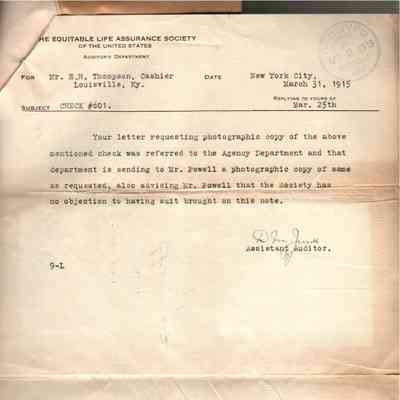 THE EQUITABLE LIFE ASSURANCE SOCIETY
OF THE UNITED STATES
AUDITOR'S DEPARTMENT
FOR Mr. E.H. Thompson, Cashier DATE New York City,
Louisville, Ky. March 31, 1915
REPLYING TO YOURS OF
SUBJECT CHECK #601. Mar. 25th
Your letter requesting photographic copy of the above
mentioned check was referred to the Agency Department and that
department is sending to Mr. Powell a photographic copy of same
as requested, also advising Mr. Powell that the Society has
no objection to having suit brought on this note.
Assistant Auditor.
9-L